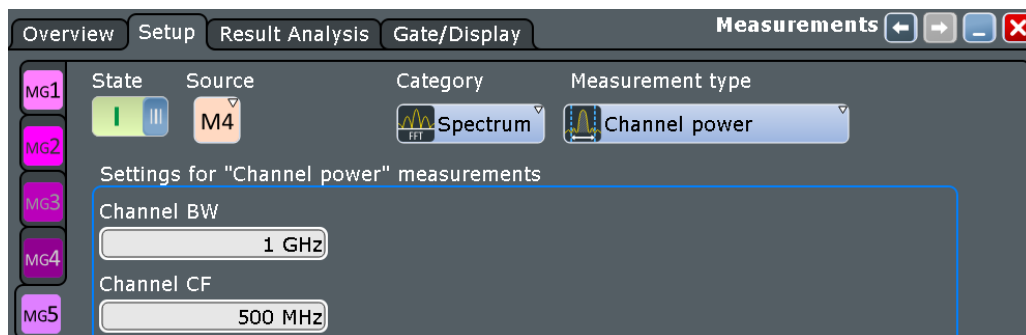 Overview Setup Result Analysis Gate/Display Measurements
MG1 State Source Category Measurement type
M4 FFT Spectrum Channel power
MG2
Settings for "Channel power" measurements
MG3 Channel BW
1 GHz
MG4
Channel CF
MG5 500 MHz